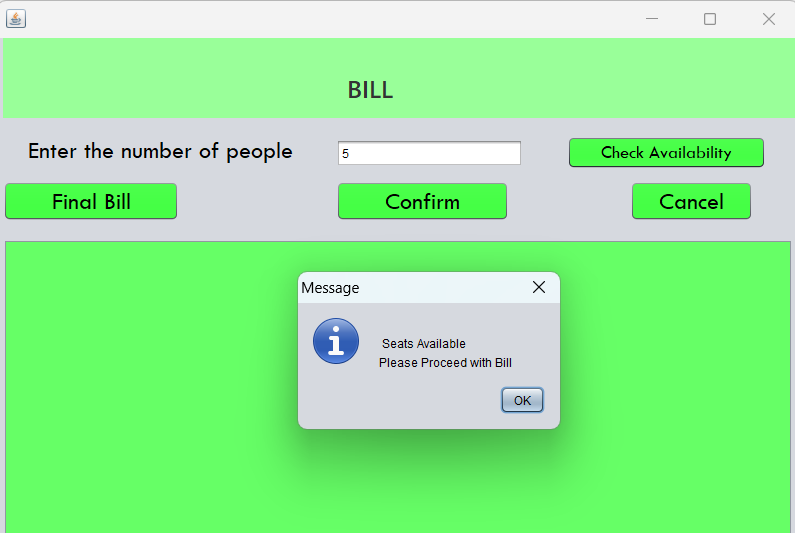 BILL
Enter the number of people
5
Check Availability
Final Bill
Confirm
Cancel
Message
Seats Available
Please Proceed with Bill
OK